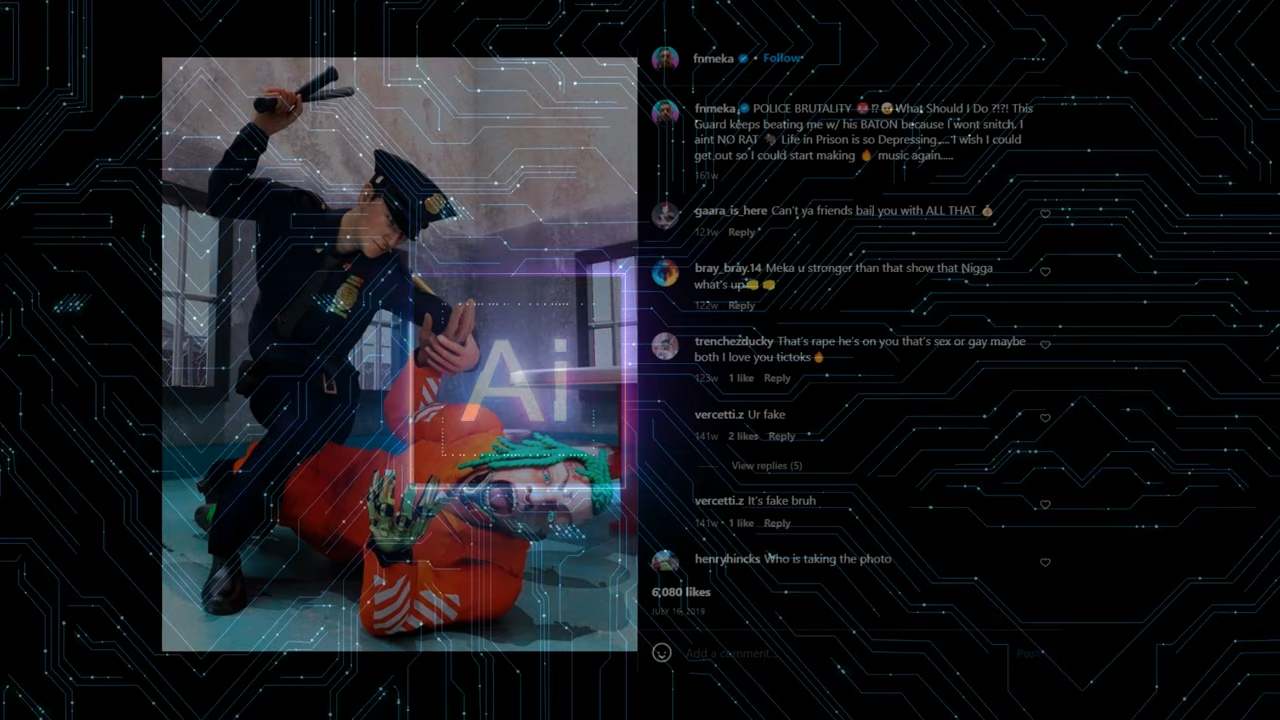 fnmeka • Follow
fnmeka POLICE BRUTALITY 😡⁉️🤕 What Should I Do ?!?! This
Guard keeps beating me w/ his BATON because I wont snitch. I
aint NO RAT 🐀 Life in Prison is so Depressing.... I wish I could
get out so I could start making 🔥 music again.....
161w
gaara_is_here Can't ya friends bail you with ALL THAT 💰
121w Reply
bray_bray.14 Meka u stronger than that show that Nigga
what's up🤛🤜
122w Reply
trenchezducky That's rape he's on you that's sex or gay maybe
both I love you tictoks🔥
123w 1 like Reply
vercetti.z Ur fake
141w 2 likes Reply
View replies (5)
vercetti.z It's fake bruh
141w 1 like Reply
henryhincks Who is taking the photo
6,080 likes
JULY 16, 2019
Add a comment...
Post
Ai